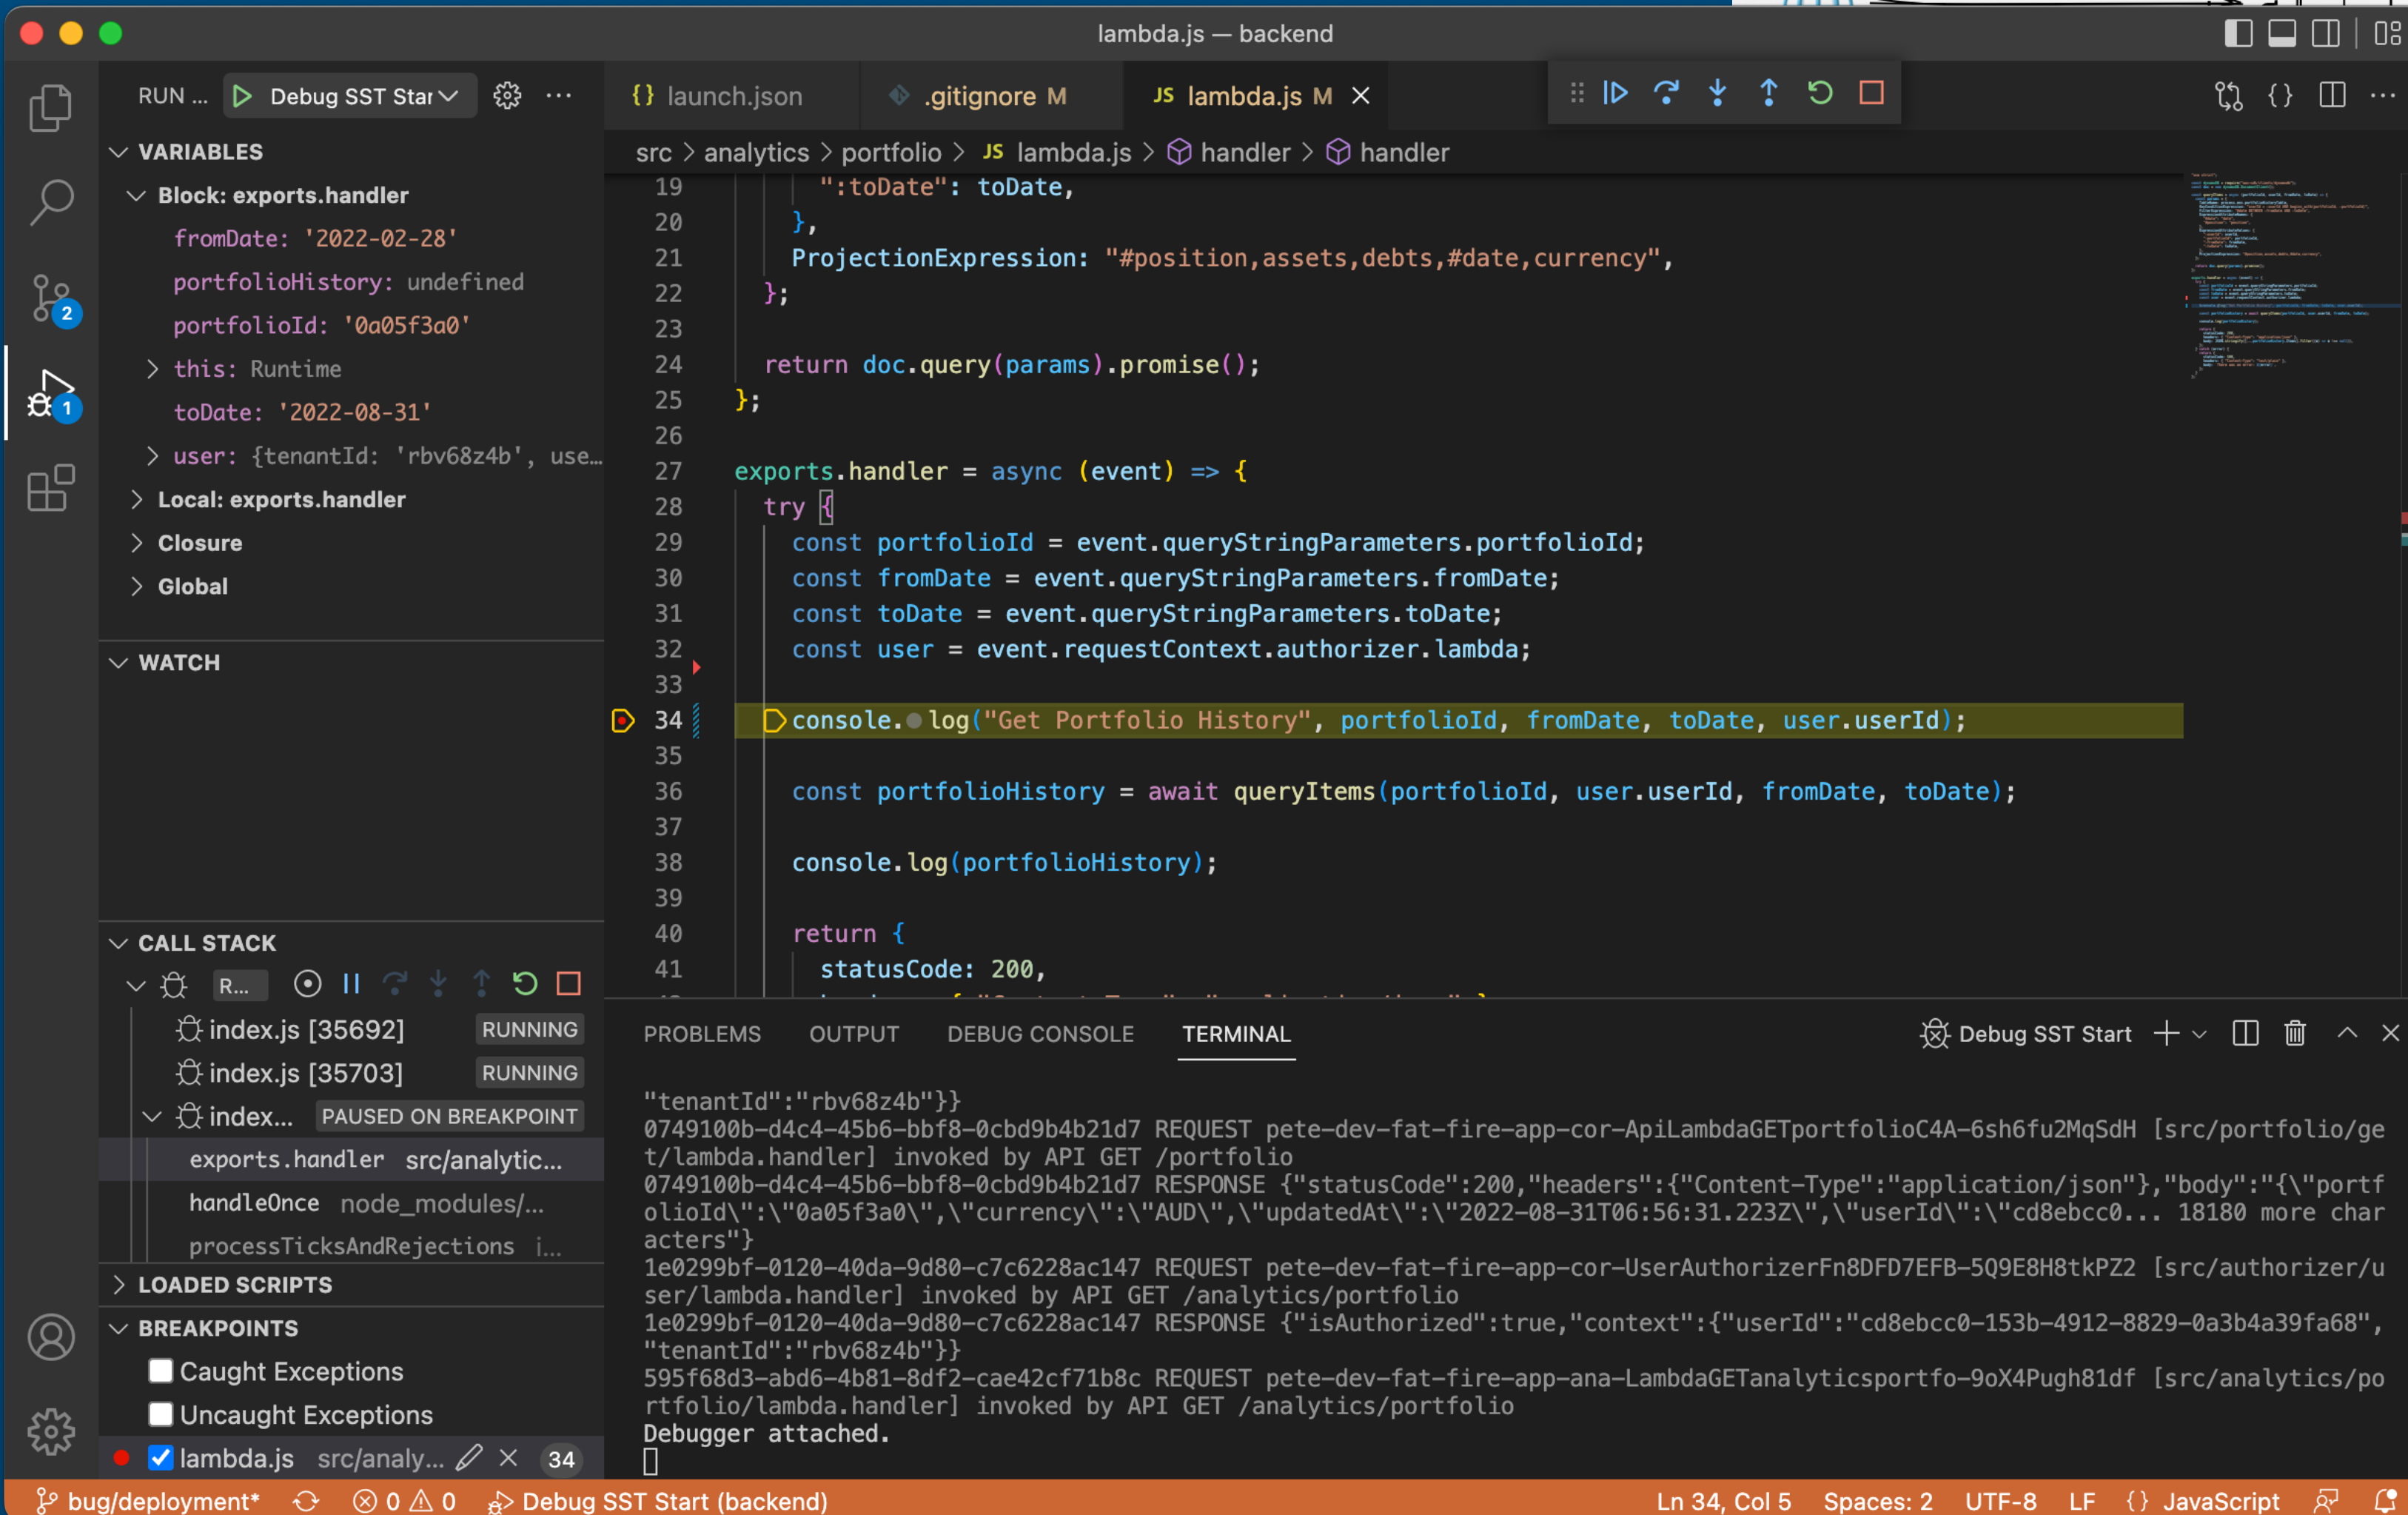 lambda.js — backend
RUN ...
Debug SST Star
launch.json
.gitignore M
JS lambda.js M
src > analytics > portfolio > JS lambda.js > handler > handler
VARIABLES
Block: exports.handler
fromDate: '2022-02-28'
portfolioHistory: undefined
portfolioId: '0a05f3a0'
this: Runtime
toDate: '2022-08-31'
user: {tenantId: 'rbv68z4b', use...
Local: exports.handler
Closure
Global
WATCH
CALL STACK
R...
index.js [35692] RUNNING
index.js [35703] RUNNING
index... PAUSED ON BREAKPOINT
exports.handler src/analytic...
handleOnce node_modules/...
processTicksAndRejections i...
LOADED SCRIPTS
BREAKPOINTS
Caught Exceptions
Uncaught Exceptions
lambda.js src/analy... 34
2
1
19 ":toDate": toDate,
20 },
21 ProjectionExpression: "#position,assets,debts,#date,currency",
22 };
23
24 return doc.query(params).promise();
25 };
26
27 exports.handler = async (event) => {
28 try {
29 const portfolioId = event.queryStringParameters.portfolioId;
30 const fromDate = event.queryStringParameters.fromDate;
31 const toDate = event.queryStringParameters.toDate;
32 const user = event.requestContext.authorizer.lambda;
33
34 console.log("Get Portfolio History", portfolioId, fromDate, toDate, user.userId);
35
36 const portfolioHistory = await queryItems(portfolioId, user.userId, fromDate, toDate);
37
38 console.log(portfolioHistory);
39
40 return {
41 statusCode: 200,
PROBLEMS OUTPUT DEBUG CONSOLE TERMINAL
Debug SST Start
"tenantId":"rbv68z4b"}}
0749100b-d4c4-45b6-bbf8-0cbd9b4b21d7 REQUEST pete-dev-fat-fire-app-cor-ApiLambdaGETportfolioC4A-6sh6fu2MqSdH [src/portfolio/ge
t/lambda.handler] invoked by API GET /portfolio
0749100b-d4c4-45b6-bbf8-0cbd9b4b21d7 RESPONSE {"statusCode":200,"headers":{"Content-Type":"application/json"},"body":"{\"portf
olioId\":\"0a05f3a0\",\"currency\":\"AUD\",\"updatedAt\":\"2022-08-31T06:56:31.223Z\",\"userId\":\"cd8ebcc0... 18180 more char
acters"}
1e0299bf-0120-40da-9d80-c7c6228ac147 REQUEST pete-dev-fat-fire-app-cor-UserAuthorizerFn8DFD7EFB-5Q9E8H8tkPZ2 [src/authorizer/u
ser/lambda.handler] invoked by API GET /analytics/portfolio
1e0299bf-0120-40da-9d80-c7c6228ac147 RESPONSE {"isAuthorized":true,"context":{"userId":"cd8ebcc0-153b-4912-8829-0a3b4a39fa68",
"tenantId":"rbv68z4b"}}
595f68d3-abd6-4b81-8df2-cae42cf71b8c REQUEST pete-dev-fat-fire-app-ana-LambdaGETanalyticsportfo-9oX4Pugh81df [src/analytics/po
rtfolio/lambda.handler] invoked by API GET /analytics/portfolio
Debugger attached.
bug/deployment* 0 0 Debug SST Start (backend)
Ln 34, Col 5 Spaces: 2 UTF-8 LF {} JavaScript